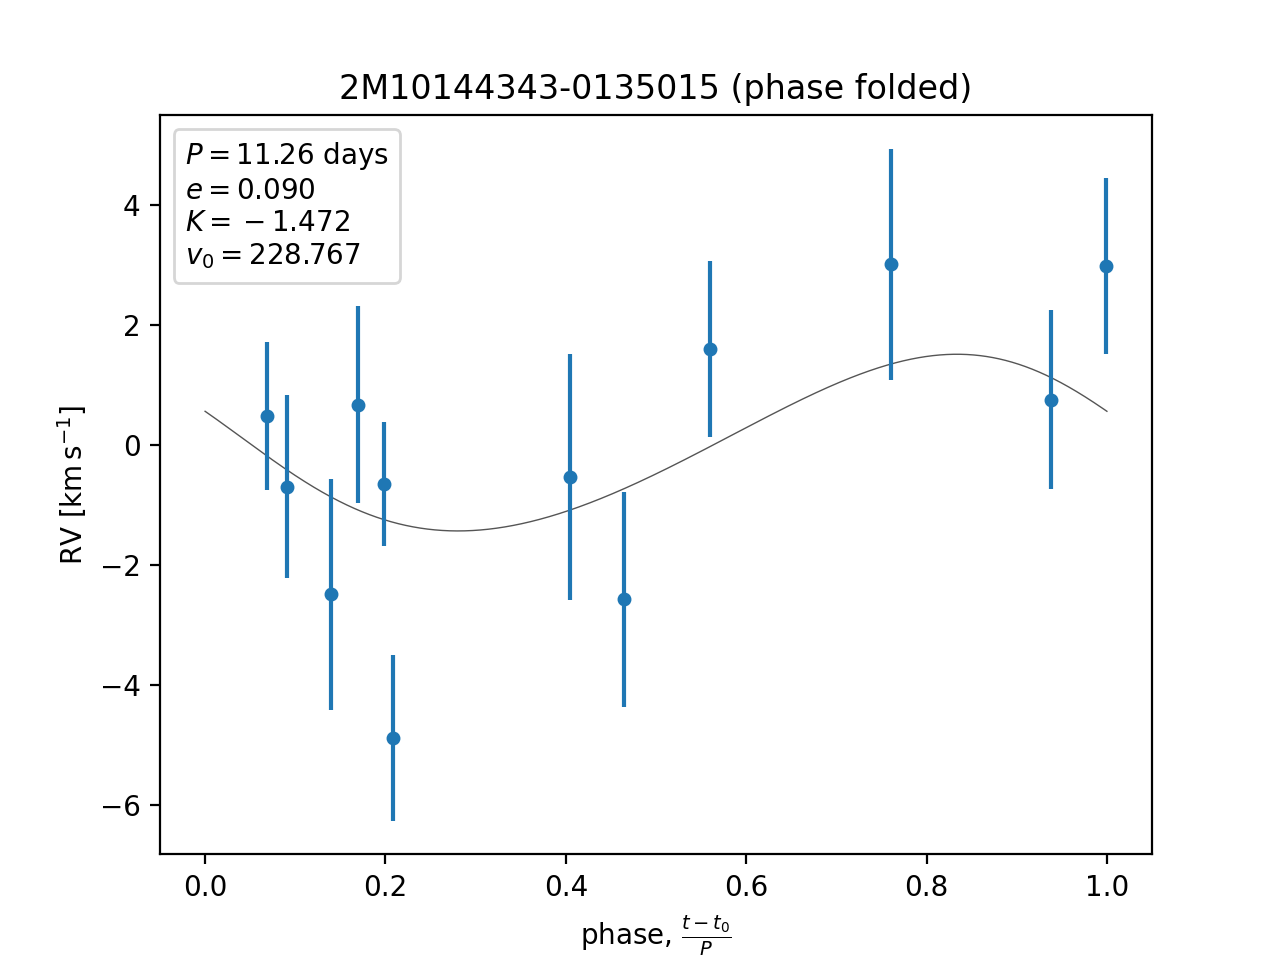 2M10144343-0135015 (phase folded)
P = 11.26 days
e = 0.090
K = −1.472
v₀ = 228.767
RV [km s⁻¹]
4
2
0
−2
−4
−6
0.0 0.2 0.4 0.6 0.8 1.0
phase, (t − t₀)/P